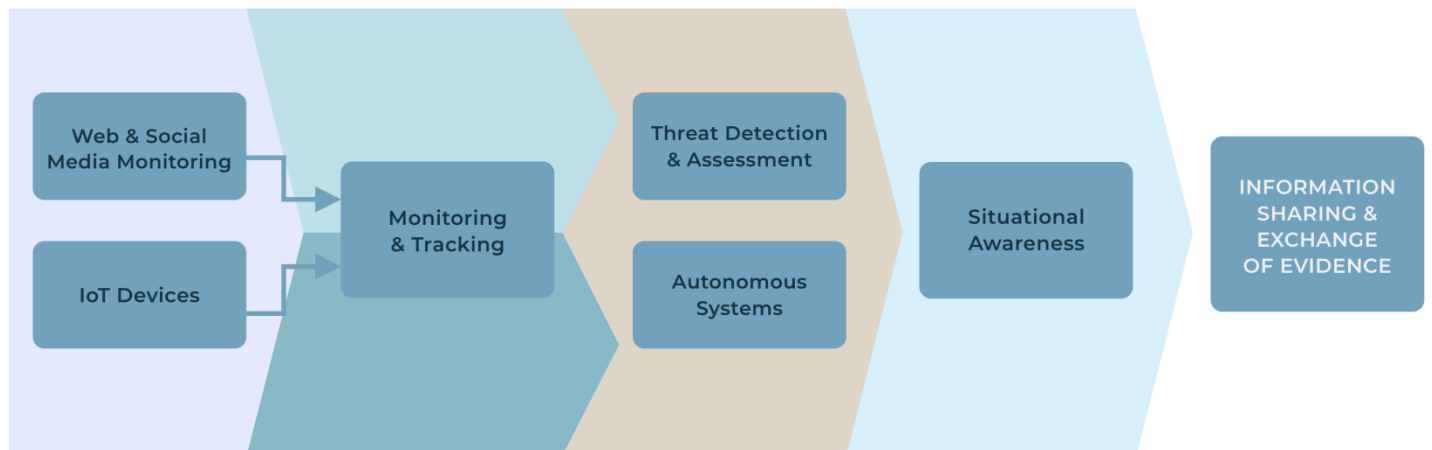 Web & Social
Media Monitoring
IoT Devices
Monitoring
& Tracking
Threat Detection
& Assessment
Autonomous
Systems
Situational
Awareness
INFORMATION
SHARING &
EXCHANGE
OF EVIDENCE